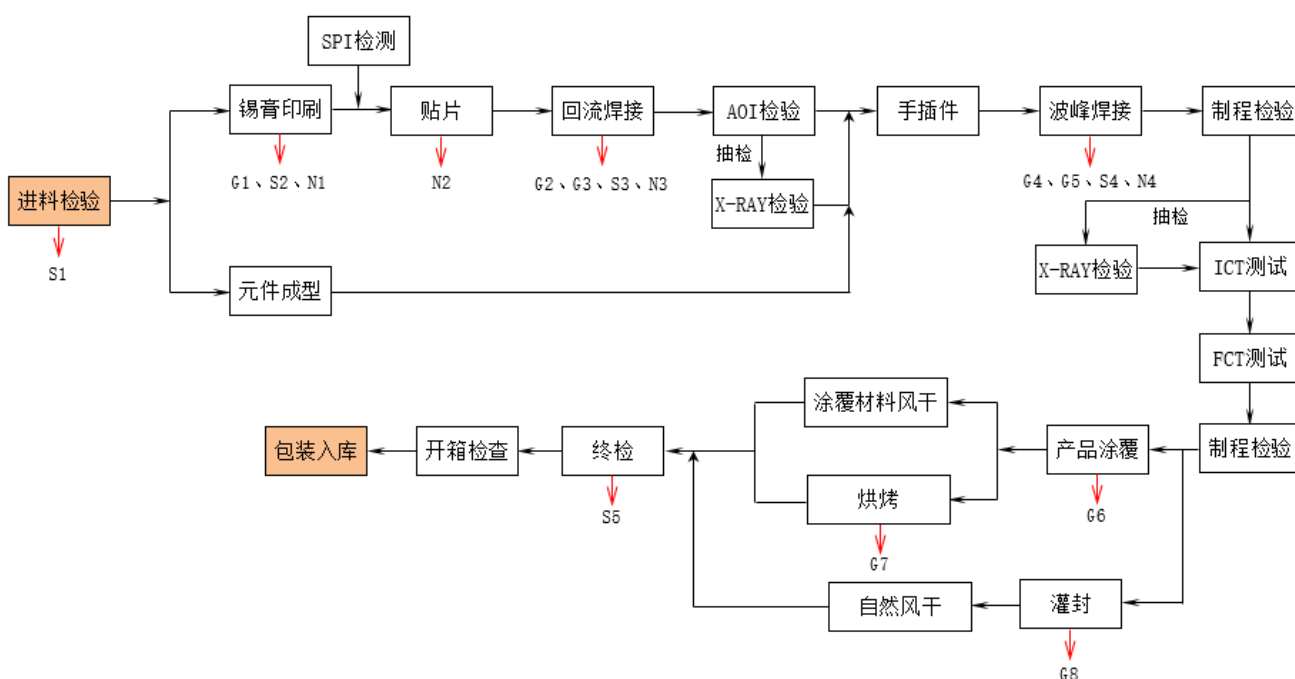 SPI检测
锡膏印刷
贴片
回流焊接
AOI检验
手插件
波峰焊接
制程检验
抽检
G1、S2、N1
N2
G2、G3、S3、N3
G4、G5、S4、N4
进料检验
X-RAY检验
抽检
S1
X-RAY检验
ICT测试
元件成型
FCT测试
涂覆材料风干
包装入库
开箱检查
终检
产品涂覆
制程检验
烘烤
S5
G6
G7
自然风干
灌封
G8